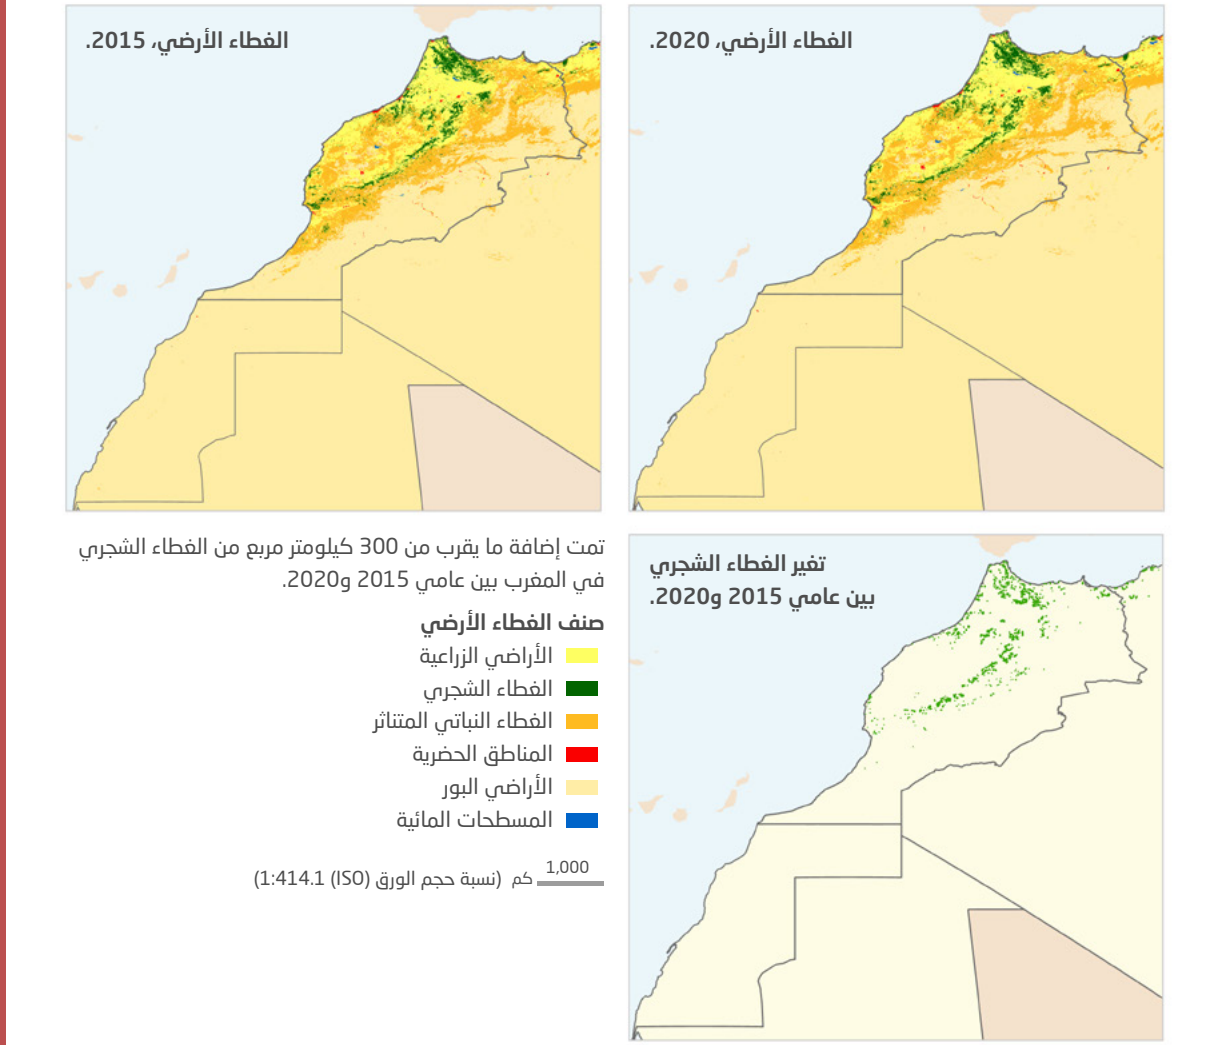 الغطاء الأرضي، 2015.
الغطاء الأرضي، 2020.
تمت إضافة ما يقرب من 300 كيلومتر مربع من الغطاء الشجري
في المغرب بين عامي 2015 و2020.
صنف الغطاء الأرضي
الأراضي الزراعية
الغطاء الشجري
الغطاء النباتي المتناثر
المناطق الحضرية
الأراضي البور
المسطحات المائية
1,000 كم (نسبة حجم الورق (ISO) 1:414.1)
تغير الغطاء الشجري
بين عامي 2015 و2020.